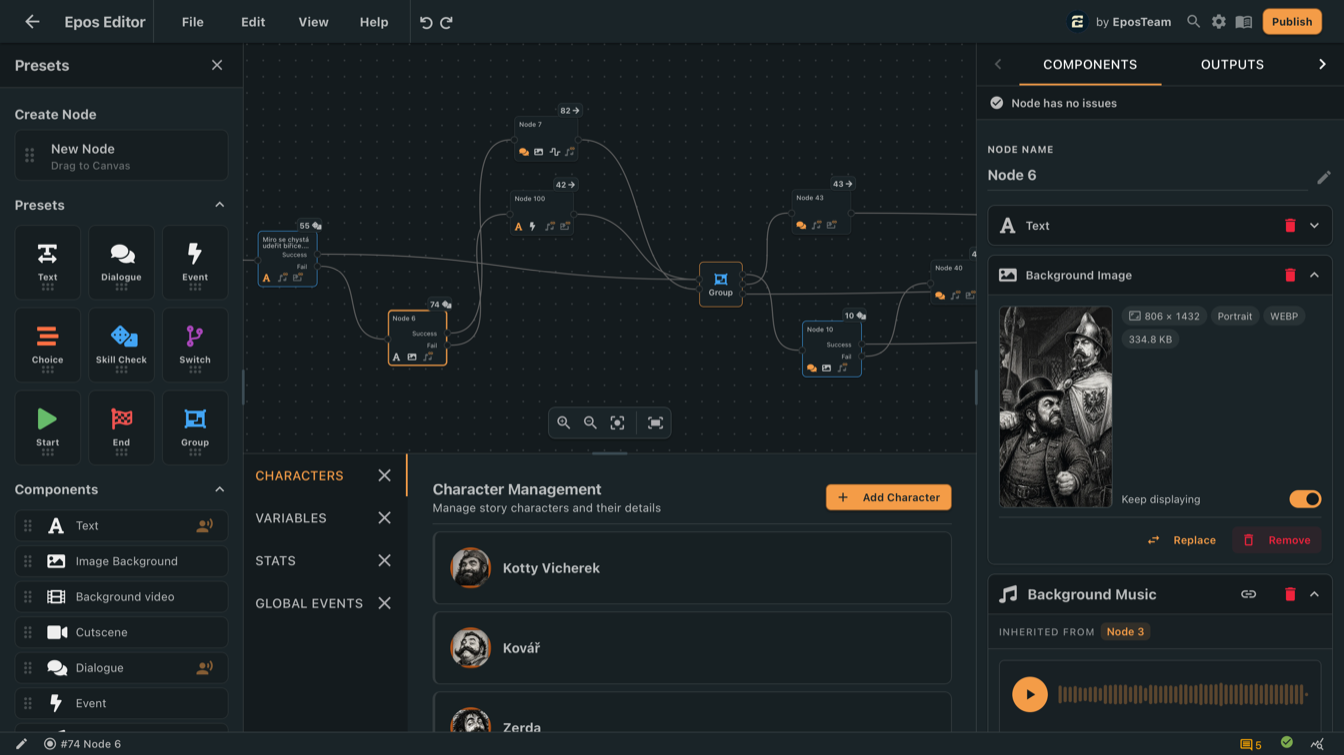 Epos Editor
File
Edit
View
Help
by EposTeam
Publish
Presets
Create Node
New Node
Drag to Canvas
Presets
Text
Dialogue
Event
Choice
Skill Check
Switch
Start
End
Group
Components
Text
Image Background
Background video
Cutscene
Dialogue
Event
55
Miro se chystá
udeřit biřice...
Success
Fail
82
Node 7
42
Node 100
74
Node 6
Success
Fail
Group
43
Node 43
4
Node 40
10
Node 10
Success
Fail
CHARACTERS
VARIABLES
STATS
GLOBAL EVENTS
Character Management
Manage story characters and their details
+ Add Character
Kotty Vicherek
Kovář
Zerda
COMPONENTS
OUTPUTS
Node has no issues
NODE NAME
Node 6
Text
Background Image
806 × 1432
Portrait
WEBP
334.8 KB
Keep displaying
Replace
Remove
Background Music
INHERITED FROM Node 3
#74 Node 6
5